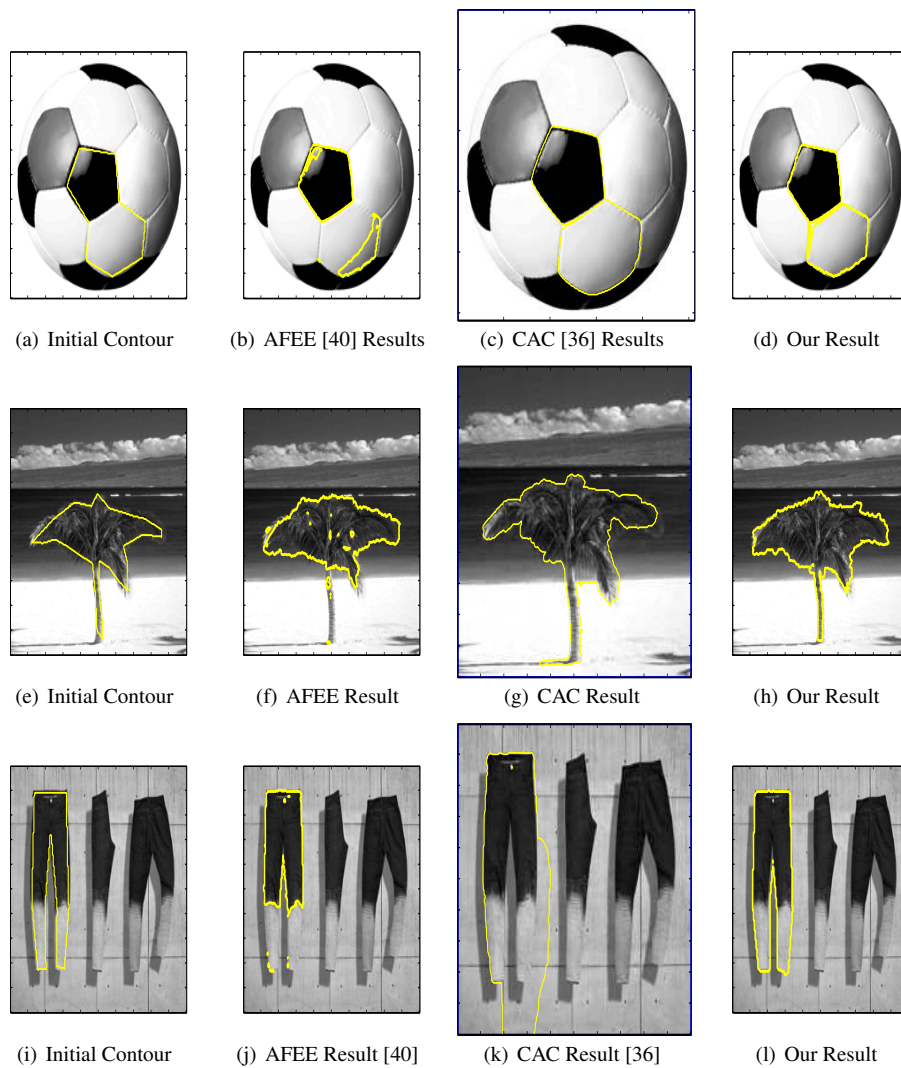 (a) Initial Contour
(b) AFEE [40] Results
(c) CAC [36] Results
(d) Our Result
(e) Initial Contour
(f) AFEE Result
(g) CAC Result
(h) Our Result
(i) Initial Contour
(j) AFEE Result [40]
(k) CAC Result [36]
(l) Our Result